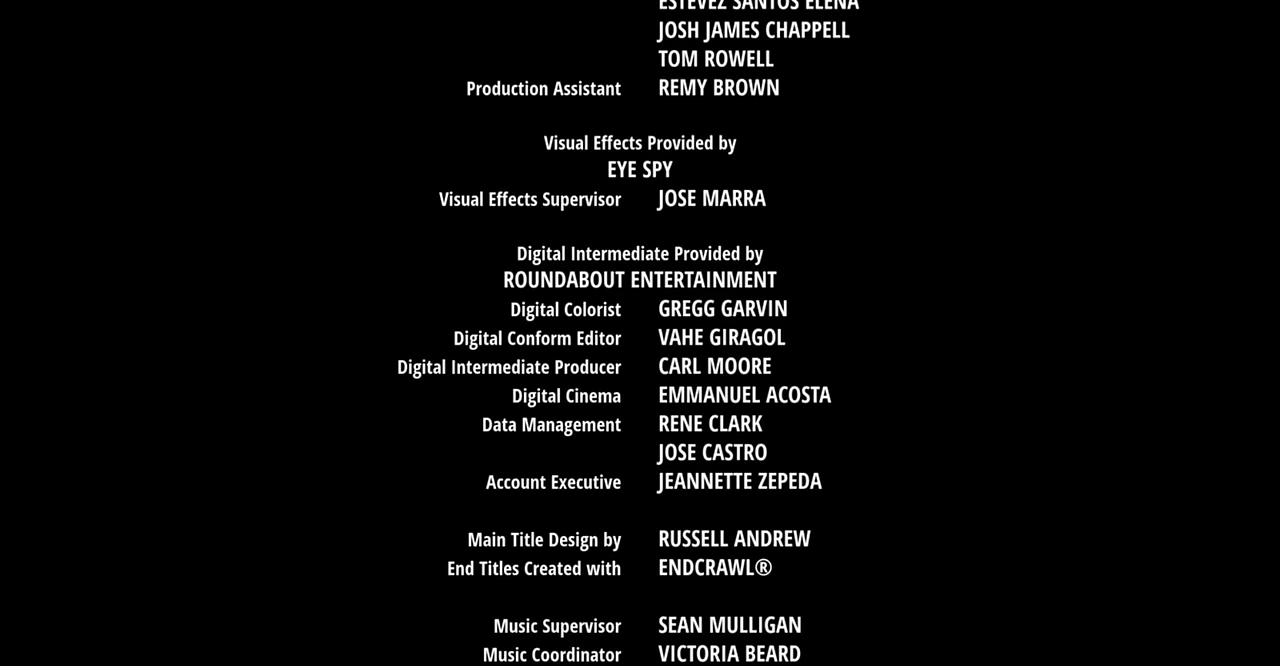 ESTEVEZ SANTOS ELENA
JOSH JAMES CHAPPELL
TOM ROWELL
Production Assistant REMY BROWN
Visual Effects Provided by
EYE SPY
Visual Effects Supervisor JOSE MARRA
Digital Intermediate Provided by
ROUNDABOUT ENTERTAINMENT
Digital Colorist GREGG GARVIN
Digital Conform Editor VAHE GIRAGOL
Digital Intermediate Producer CARL MOORE
Digital Cinema EMMANUEL ACOSTA
Data Management RENE CLARK
JOSE CASTRO
Account Executive JEANNETTE ZEPEDA
Main Title Design by RUSSELL ANDREW
End Titles Created with ENDCRAWL®
Music Supervisor SEAN MULLIGAN
Music Coordinator VICTORIA BEARD